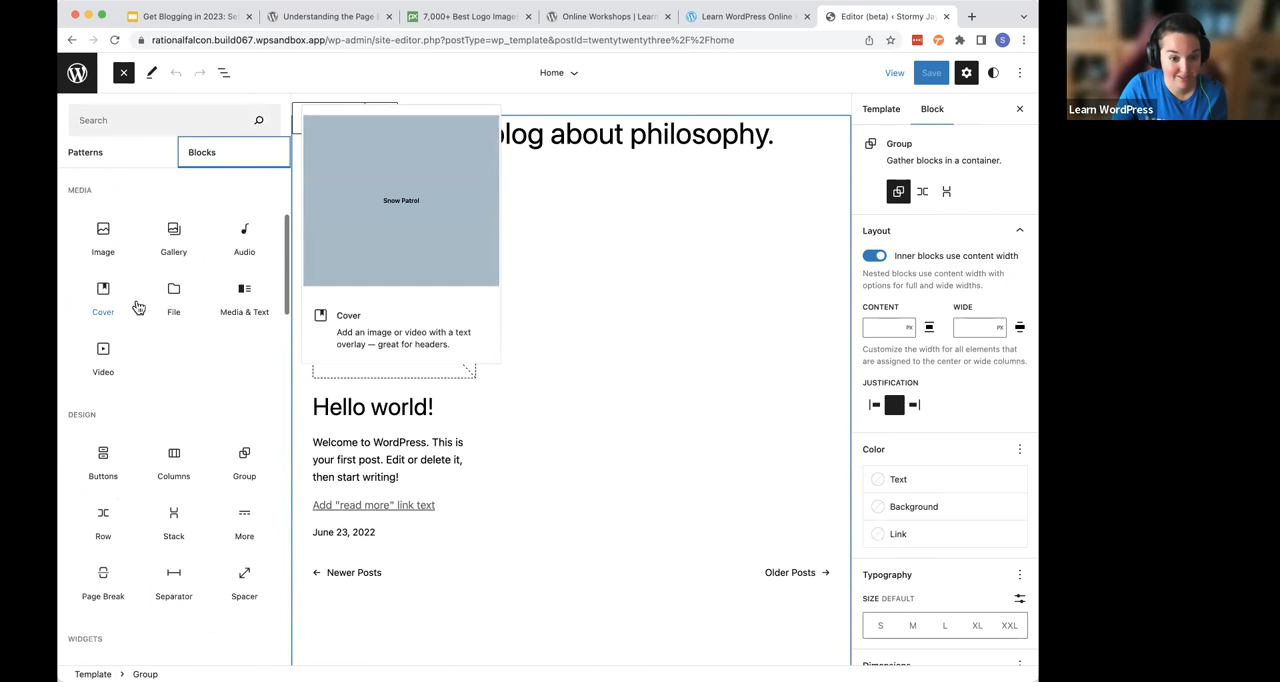 Get Blogging in 2023: Se
Understanding the Page E
7,000+ Best Logo Images
Online Workshops | Learn
Learn WordPress Online
Editor (beta) ‹ Stormy Ja
rationalfalcon.build067.wpsandbox.app/wp-admin/site-editor.php?postType=wp_template&postId=twentytwentythree%2F%2Fhome
S
Home
View
Save
Learn WordPress
Search
Patterns
Blocks
MEDIA
Image
Gallery
Audio
Cover
File
Media & Text
Video
DESIGN
Buttons
Columns
Group
Row
Stack
More
Page Break
Separator
Spacer
WIDGETS
blog about philosophy.
Snow Patrol
Cover
Add an image or video with a text
overlay — great for headers.
Hello world!
Welcome to WordPress. This is
your first post. Edit or delete it,
then start writing!
Add "read more" link text
June 23, 2022
← Newer Posts
Older Posts →
Template
Block
Group
Gather blocks in a container.
Layout
Inner blocks use content width
Nested blocks use content width with
options for full and wide widths.
CONTENT
WIDE
PX
PX
Customize the width for all elements that
are assigned to the center or wide columns.
JUSTIFICATION
Color
Text
Background
Link
Typography
SIZE DEFAULT
S M L XL XXL
Dimensions
Template > Group